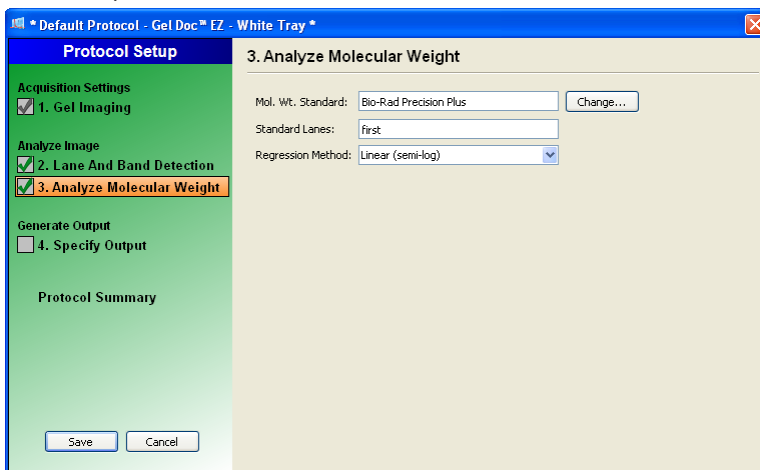 * Default Protocol - Gel Doc™ EZ - White Tray *
Protocol Setup
Acquisition Settings
1. Gel Imaging
Analyze Image
2. Lane And Band Detection
3. Analyze Molecular Weight
Generate Output
4. Specify Output
Protocol Summary
Save Cancel
3. Analyze Molecular Weight
Mol. Wt. Standard: Bio-Rad Precision Plus Change...
Standard Lanes: first
Regression Method: Linear (semi-log)